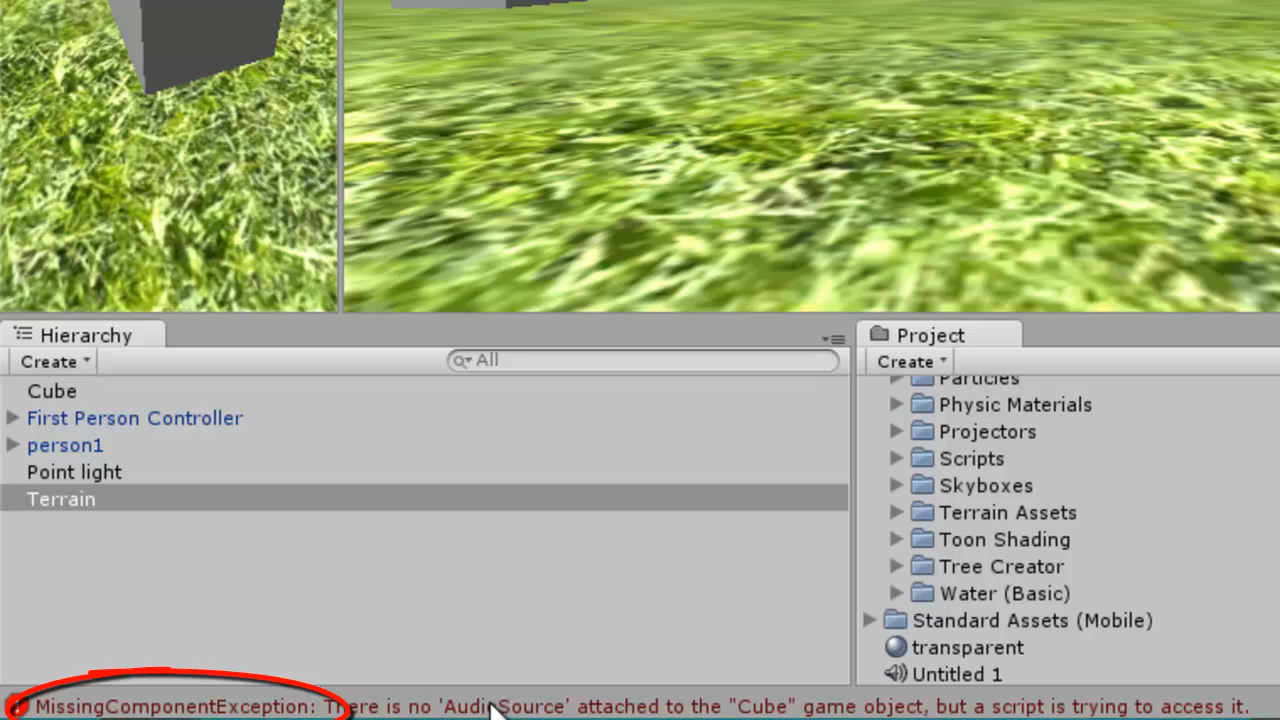 Hierarchy
Create
All
Cube
First Person Controller
person1
Point light
Terrain
Project
Create
Particles
Physic Materials
Projectors
Scripts
Skyboxes
Terrain Assets
Toon Shading
Tree Creator
Water (Basic)
Standard Assets (Mobile)
transparent
Untitled 1
MissingComponentException: There is no 'AudioSource' attached to the "Cube" game object, but a script is trying to access it.